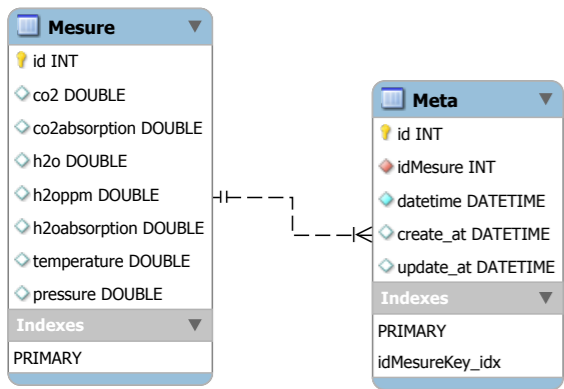 Mesure
id INT
co2 DOUBLE
co2absorption DOUBLE
h2o DOUBLE
h2oppm DOUBLE
h2oabsorption DOUBLE
temperature DOUBLE
pressure DOUBLE
Indexes
PRIMARY
Meta
id INT
idMesure INT
datetime DATETIME
create_at DATETIME
update_at DATETIME
Indexes
PRIMARY
idMesureKey_idx